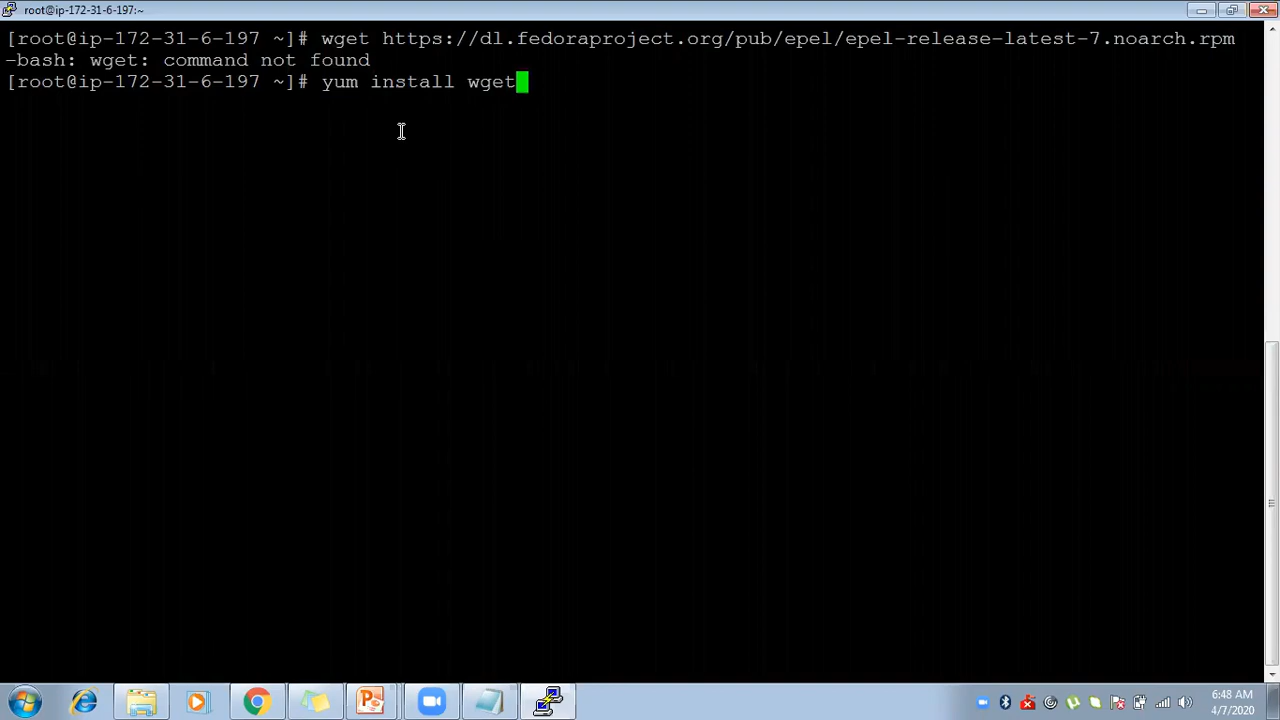 root@ip-172-31-6-197:~
[root@ip-172-31-6-197 ~]# wget https://dl.fedoraproject.org/pub/epel/epel-release-latest-7.noarch.rpm
-bash: wget: command not found
[root@ip-172-31-6-197 ~]# yum install wget
6:48 AM
4/7/2020